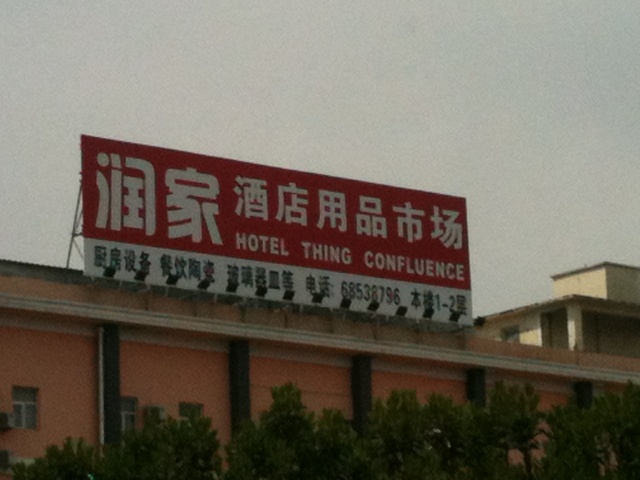 润家 酒店用品市场
HOTEL THING CONFLUENCE
厨房设备 餐饮陶瓷 玻璃器皿等 电话: 68538796 本楼1-2层